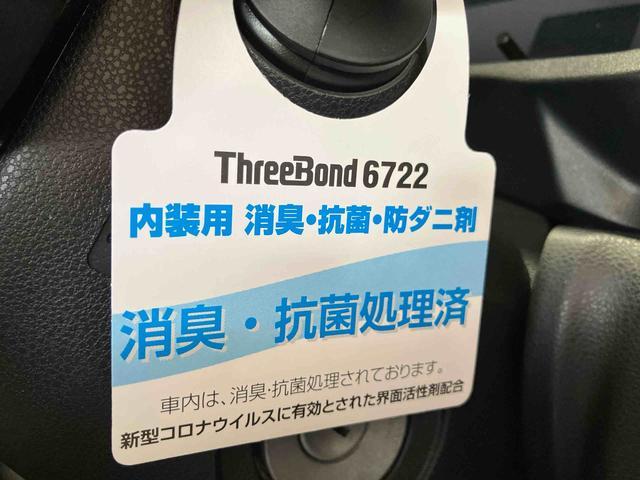 ThreeBond 6722
内装用 消臭・抗菌・防ダニ剤
消臭・抗菌処理済
車内は、消臭・抗菌処理されております。
新型コロナウイルスに有効とされた界面活性剤配合